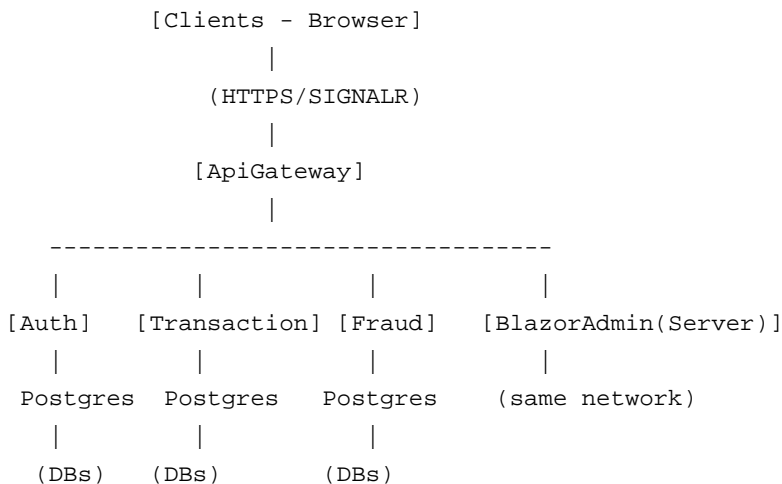 [Clients - Browser]
|
(HTTPS/SIGNALR)
|
[ApiGateway]
|
-----------------------------------
| | | |
[Auth] [Transaction] [Fraud] [BlazorAdmin(Server)]
| | | |
Postgres Postgres Postgres (same network)
| | |
(DBs) (DBs) (DBs)